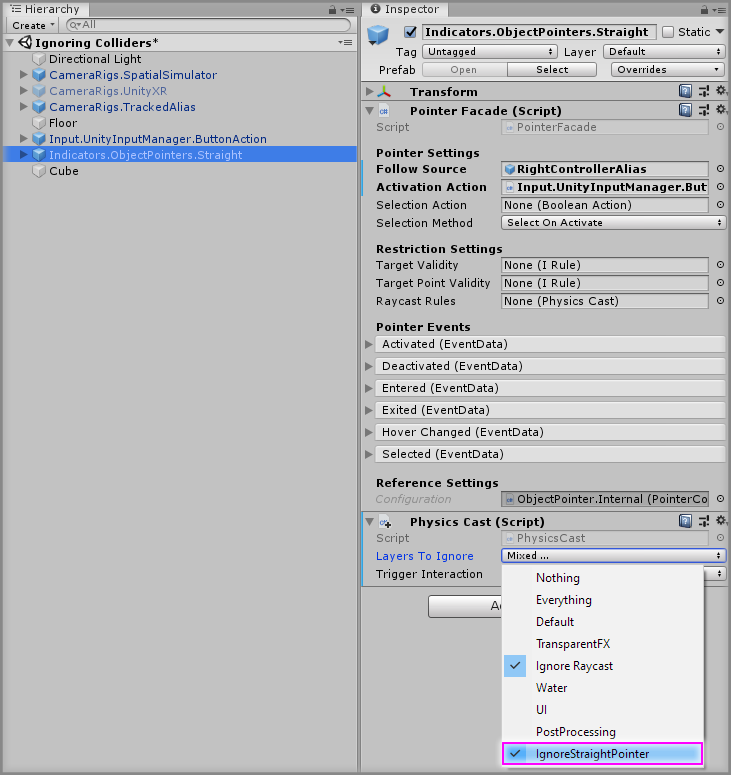 Hierarchy
Create
All
Ignoring Colliders*
Directional Light
CameraRigs.SpatialSimulator
CameraRigs.UnityXR
CameraRigs.TrackedAlias
Floor
Input.UnityInputManager.ButtonAction
Indicators.ObjectPointers.Straight
Cube
Inspector
Indicators.ObjectPointers.Straight Static
Tag Untagged Layer Default
Prefab Open Select Overrides
Transform
Pointer Facade (Script)
Script PointerFacade
Pointer Settings
Follow Source RightControllerAlias
Activation Action Input.UnityInputManager.But
Selection Action None (Boolean Action)
Selection Method Select On Activate
Restriction Settings
Target Validity None (I Rule)
Target Point Validity None (I Rule)
Raycast Rules None (Physics Cast)
Pointer Events
Activated (EventData)
Deactivated (EventData)
Entered (EventData)
Exited (EventData)
Hover Changed (EventData)
Selected (EventData)
Reference Settings
Configuration ObjectPointer.Internal (PointerCo
Physics Cast (Script)
Script PhysicsCast
Layers To Ignore Mixed ...
Trigger Interaction
Nothing
Everything
Default
TransparentFX
Ignore Raycast
Water
UI
PostProcessing
IgnoreStraightPointer